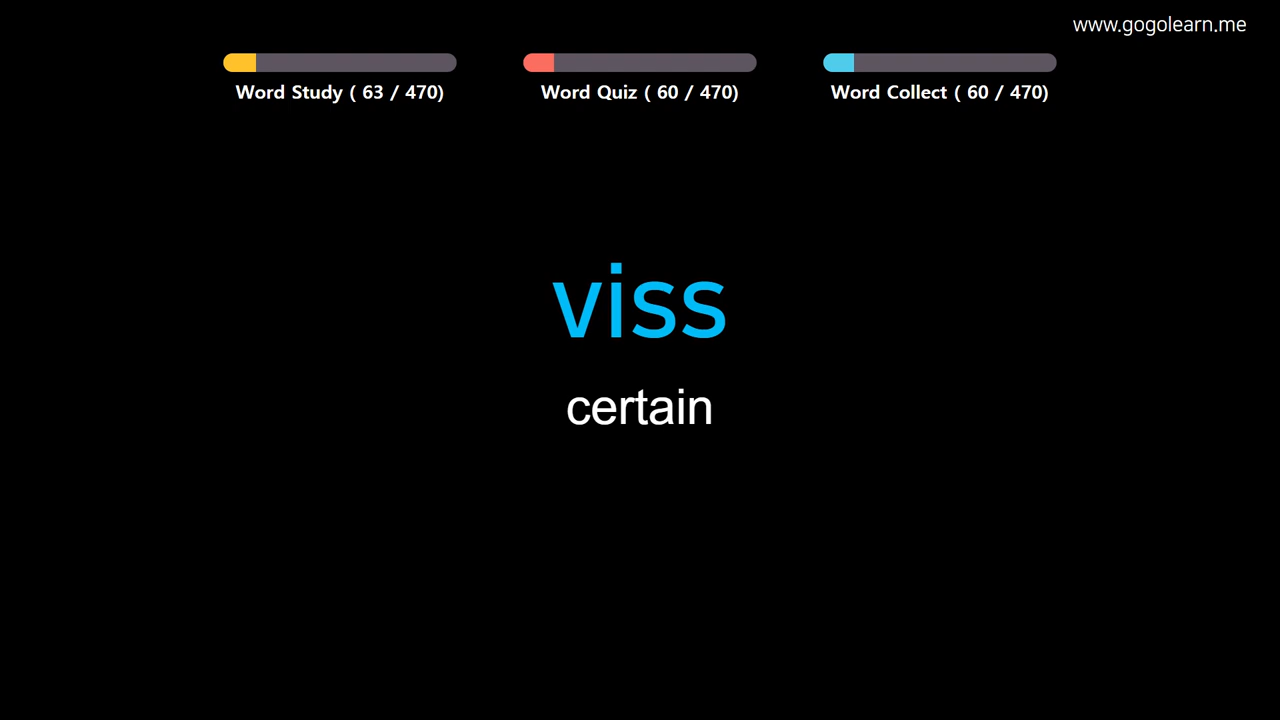 www.gogolearn.me
Word Study ( 63 / 470)
Word Quiz ( 60 / 470)
Word Collect ( 60 / 470)
viss
certain